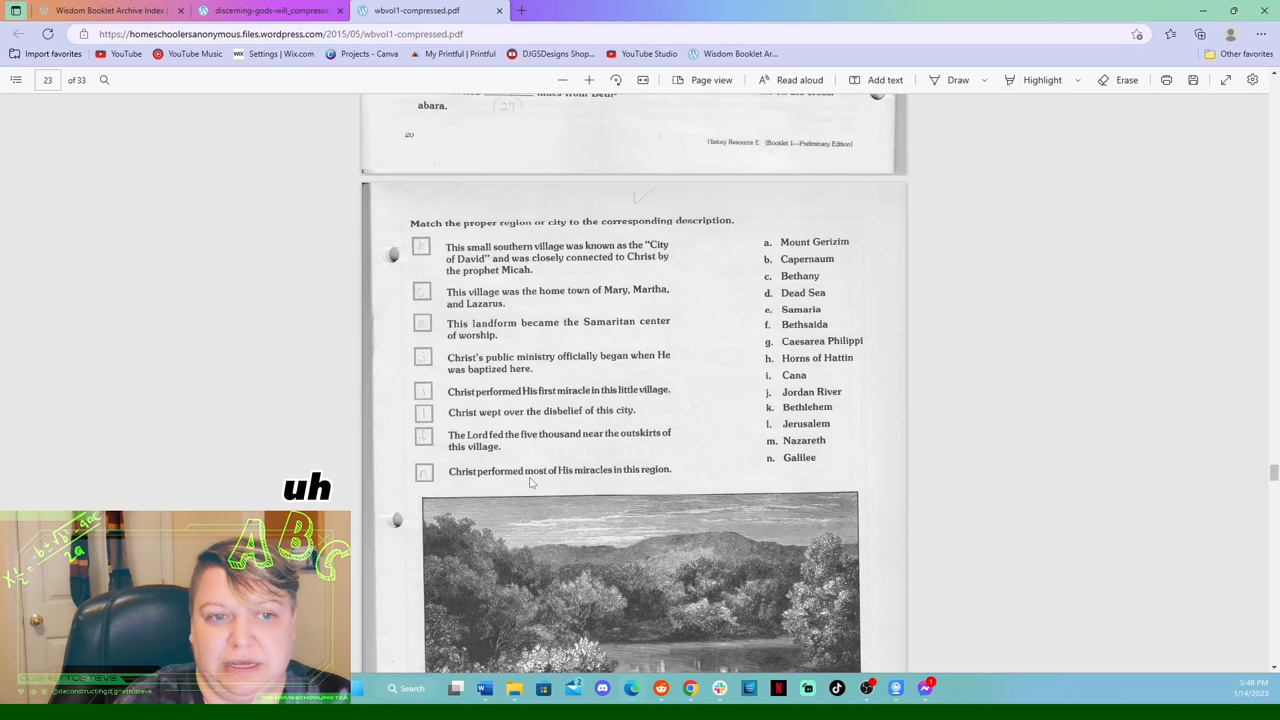 Wisdom Booklet Archive Index |
discerning-gods-will_compresse
wbvol1-compressed.pdf
https://homeschoolersanonymous.files.wordpress.com/2015/05/wbvol1-compressed.pdf
Import favorites
YouTube
YouTube Music
Settings | Wix.com
Projects - Canva
My Printful | Printful
DJGSDesigns Shop...
YouTube Studio
Wisdom Booklet Ar...
Other favorites
23 of 33
Page view
Read aloud
Add text
Draw
Highlight
Erase
abara.
27
20
History Resource E (Booklet 1—Preliminary Edition)
Match the proper region or city to the corresponding description.
k
This small southern village was known as the "City
of David" and was closely connected to Christ by
the prophet Micah.
c
This village was the home town of Mary, Martha,
and Lazarus.
a
This landform became the Samaritan center
of worship.
j
Christ's public ministry officially began when He
was baptized here.
i
Christ performed His first miracle in this little village.
l
Christ wept over the disbelief of this city.
f
The Lord fed the five thousand near the outskirts of
this village.
n
Christ performed most of His miracles in this region.
a. Mount Gerizim
b. Capernaum
c. Bethany
d. Dead Sea
e. Samaria
f. Bethsaida
g. Caesarea Philippi
h. Horns of Hattin
i. Cana
j. Jordan River
k. Bethlehem
l. Jerusalem
m. Nazareth
n. Galilee
uh
A B C
@deconstructingdjghettosteve
THE HOMESCHOOLING TEA
Search
2
1
5:48 PM
1/14/2023